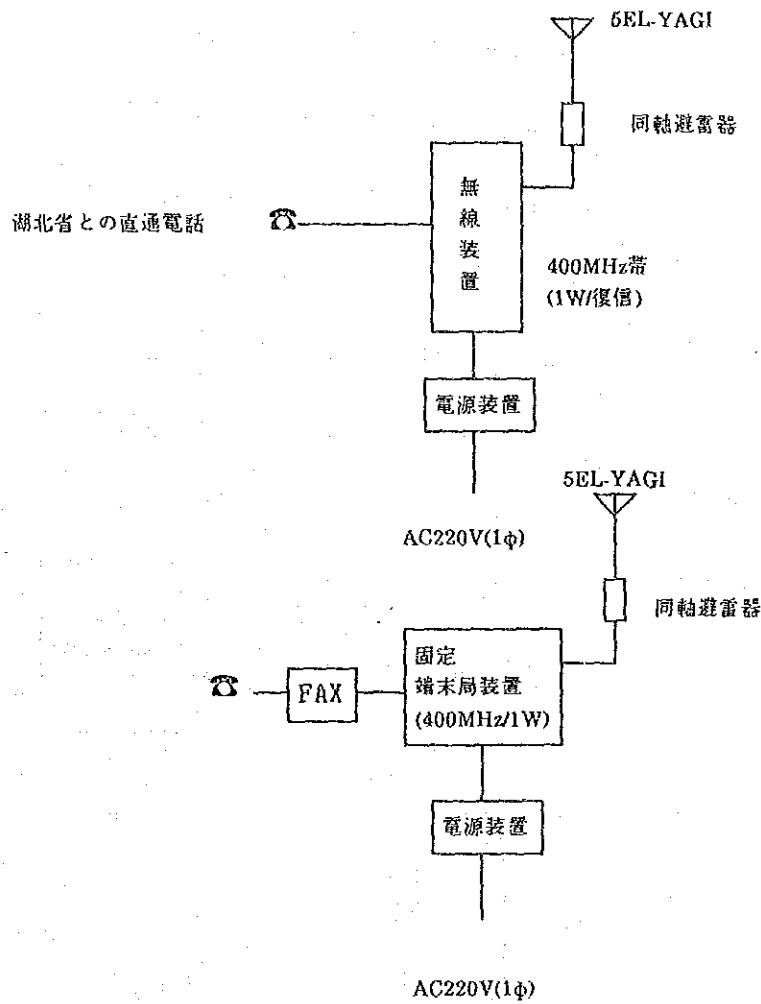 5EL-YAGI
同軸避雷器
湖北省との直通電話
無線装置
400MHz帯
(1W/復信)
電源装置
AC220V(1φ)
5EL-YAGI
同軸避雷器
固定
端末局装置
(400MHz/1W)
FAX
電源装置
AC220V(1φ)